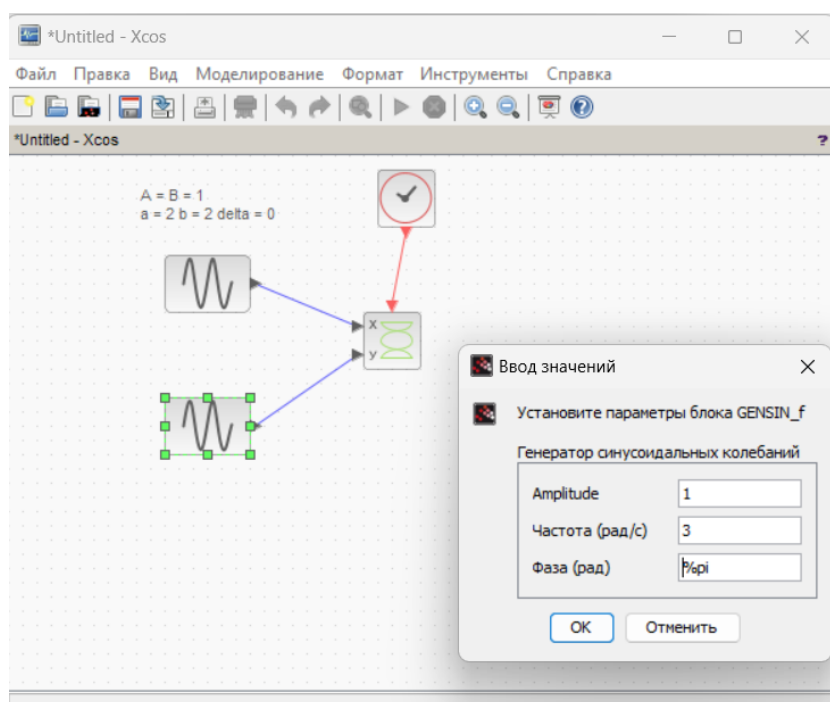 *Untitled - Xcos
Файл Правка Вид Моделирование Формат Инструменты Справка
*Untitled - Xcos ?
A = B = 1
a = 2 b = 2 delta = 0
x
y
Ввод значений
Установите параметры блока GENSIN_f
Генератор синусоидальных колебаний
Amplitude 1
Частота (рад/с) 3
Фаза (рад) %pi
OK Отменить